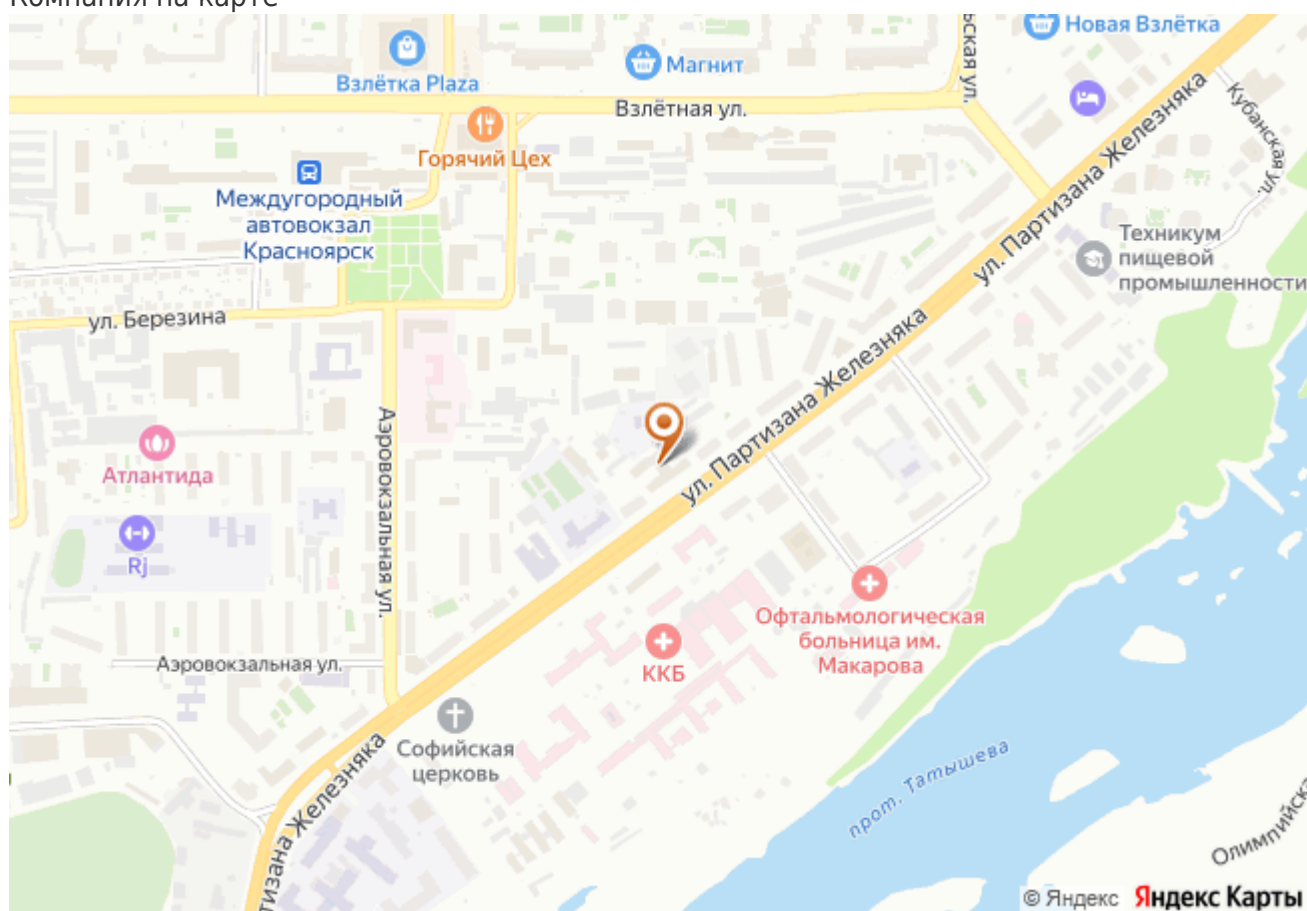 Компания на карте
Новая Взлётка
Взлётка Plaza
Магнит
Взлётная ул.
ул. Партизана Железняка
Кубанская ул.
Горячий Цех
Междугородный
автовокзал
Красноярск
Техникум
пищевой
промышленности
ул. Березина
ул. Партизана Железняка
Аэровокзальная ул.
Атлантида
ул. Партизана Железняка
Rj
Офтальмологическая
больница им.
Макарова
ККБ
Аэровокзальная ул.
Софийская
церковь
прот. Татышева
© Яндекс Яндекс Карты